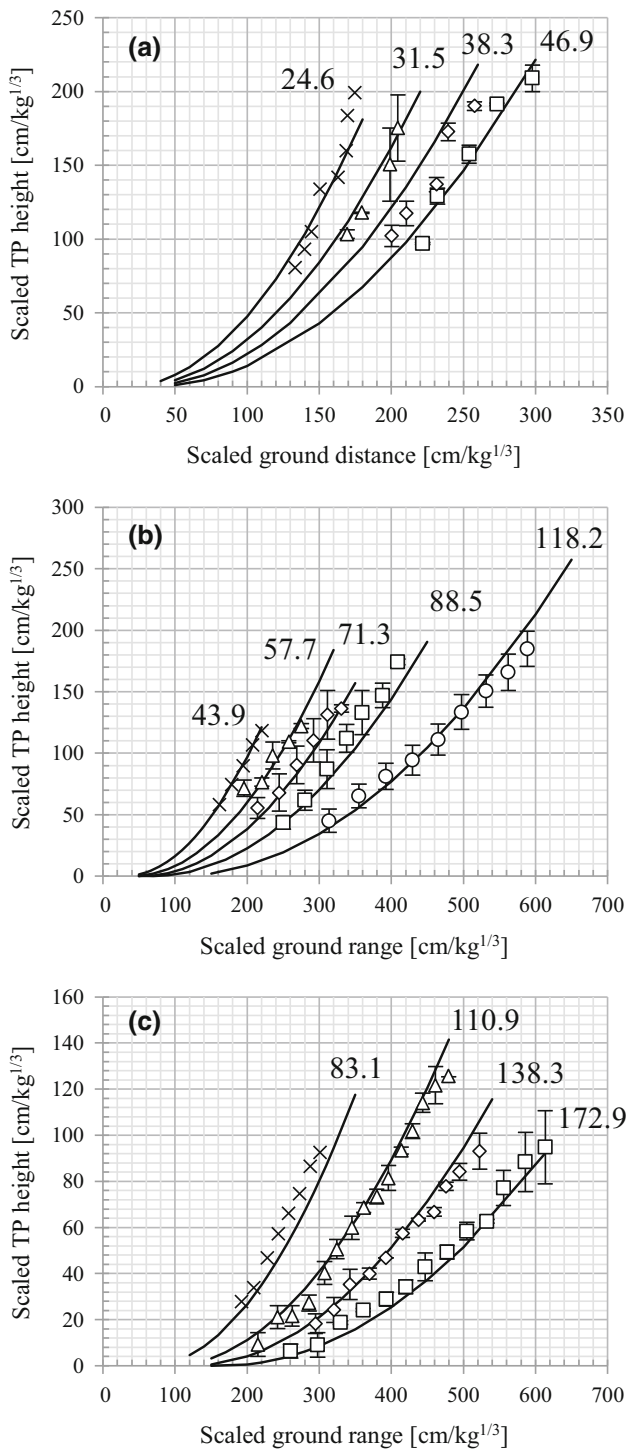 (a)
24.6
31.5
38.3
46.9
250
200
150
100
50
0
Scaled TP height [cm/kg1/3]
0 50 100 150 200 250 300 350
Scaled ground distance [cm/kg1/3]
(b)
43.9
57.7
71.3
88.5
118.2
300
250
200
150
100
50
0
Scaled TP height [cm/kg1/3]
0 100 200 300 400 500 600 700
Scaled ground range [cm/kg1/3]
(c)
83.1
110.9
138.3
172.9
160
140
120
100
80
60
40
20
0
Scaled TP height [cm/kg1/3]
0 100 200 300 400 500 600 700
Scaled ground range [cm/kg1/3]